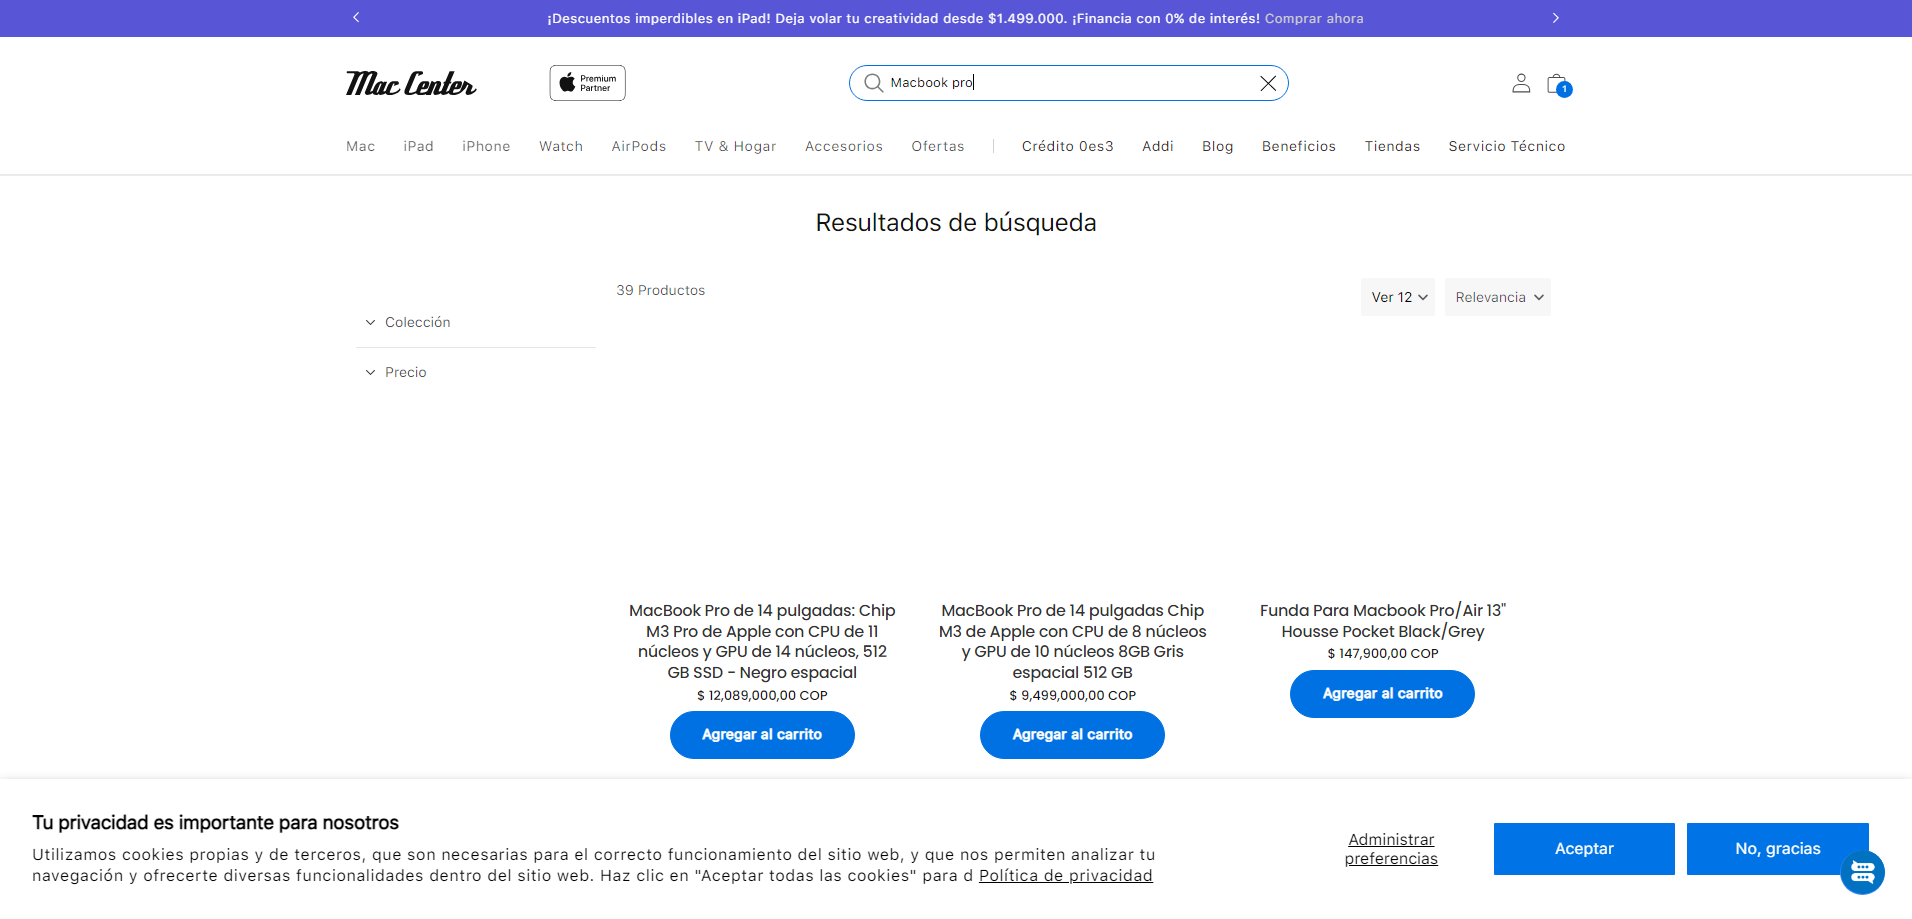 ¡Descuentos imperdibles en iPad! Deja volar tu creatividad desde $1.499.000. ¡Financia con 0% de interés! Comprar ahora
Mac Center
Premium
Partner
Macbook pro
1
Mac iPad iPhone Watch AirPods TV & Hogar Accesorios Ofertas Crédito 0es3 Addi Blog Beneficios Tiendas Servicio Técnico
Resultados de búsqueda
39 Productos
Ver 12
Relevancia
Colección
Precio
MacBook Pro de 14 pulgadas: Chip
M3 Pro de Apple con CPU de 11
núcleos y GPU de 14 núcleos, 512
GB SSD - Negro espacial
$ 12,089,000,00 COP
Agregar al carrito
MacBook Pro de 14 pulgadas Chip
M3 de Apple con CPU de 8 núcleos
y GPU de 10 núcleos 8GB Gris
espacial 512 GB
$ 9,499,000,00 COP
Agregar al carrito
Funda Para Macbook Pro/Air 13"
Housse Pocket Black/Grey
$ 147,900,00 COP
Agregar al carrito
Tu privacidad es importante para nosotros
Utilizamos cookies propias y de terceros, que son necesarias para el correcto funcionamiento del sitio web, y que nos permiten analizar tu
navegación y ofrecerte diversas funcionalidades dentro del sitio web. Haz clic en "Aceptar todas las cookies" para d Política de privacidad
Administrar
preferencias
Aceptar
No, gracias